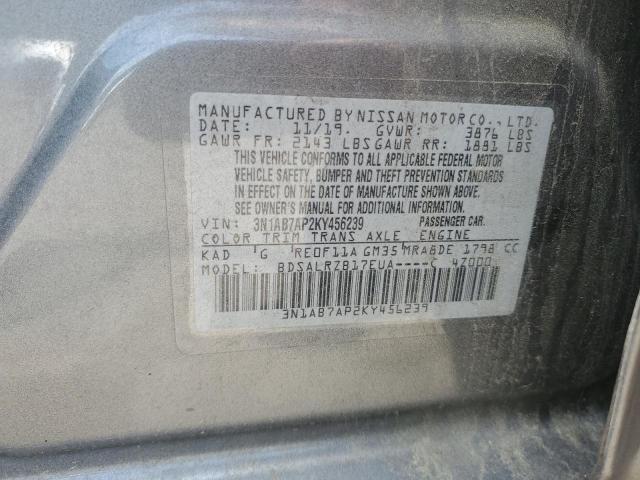 MANUFACTURED BY NISSAN MOTOR CO., LTD.
DATE: 11/19. GVWR: 3876 LBS
GAWR FR: 2143 LBS GAWR RR: 1881 LBS
THIS VEHICLE CONFORMS TO ALL APPLICABLE FEDERAL MOTOR
VEHICLE SAFETY, BUMPER AND THEFT PREVENTION STANDARDS
IN EFFECT ON THE DATE OF MANUFACTURE SHOWN ABOVE.
SEE OWNER'S MANUAL FOR ADDITIONAL INFORMATION.
VIN: 3N1AB7AP2KY456239 PASSENGER CAR.
COLOR TRIM TRANS AXLE ENGINE
KAD G RE0F11A GM35 MRA8DE 1798 CC
MODEL: BDSALRZB17EUA----C 47000
3N1AB7AP2KY456239